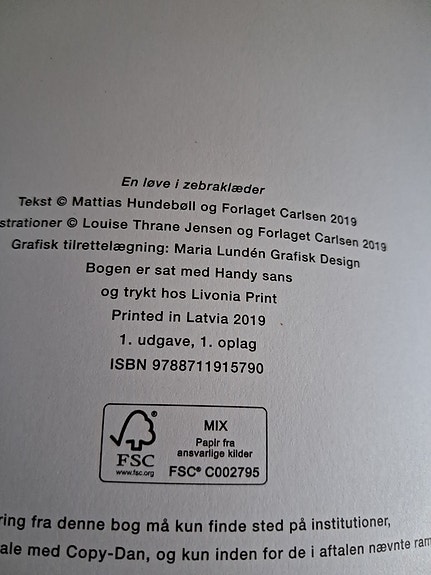 En løve i zebraklæder
Tekst © Mattias Hundebøll og Forlaget Carlsen 2019
strationer © Louise Thrane Jensen og Forlaget Carlsen 2019
Grafisk tilrettelægning: Maria Lundén Grafisk Design
Bogen er sat med Handy sans
og trykt hos Livonia Print
Printed in Latvia 2019
1. udgave, 1. oplag
ISBN 9788711915790
FSC®
www.fsc.org
MIX
Papir fra
ansvarlige kilder
FSC® C002795
ring fra denne bog må kun finde sted på institutioner,
ale med Copy-Dan, og kun inden for de i aftalen nævnte ram